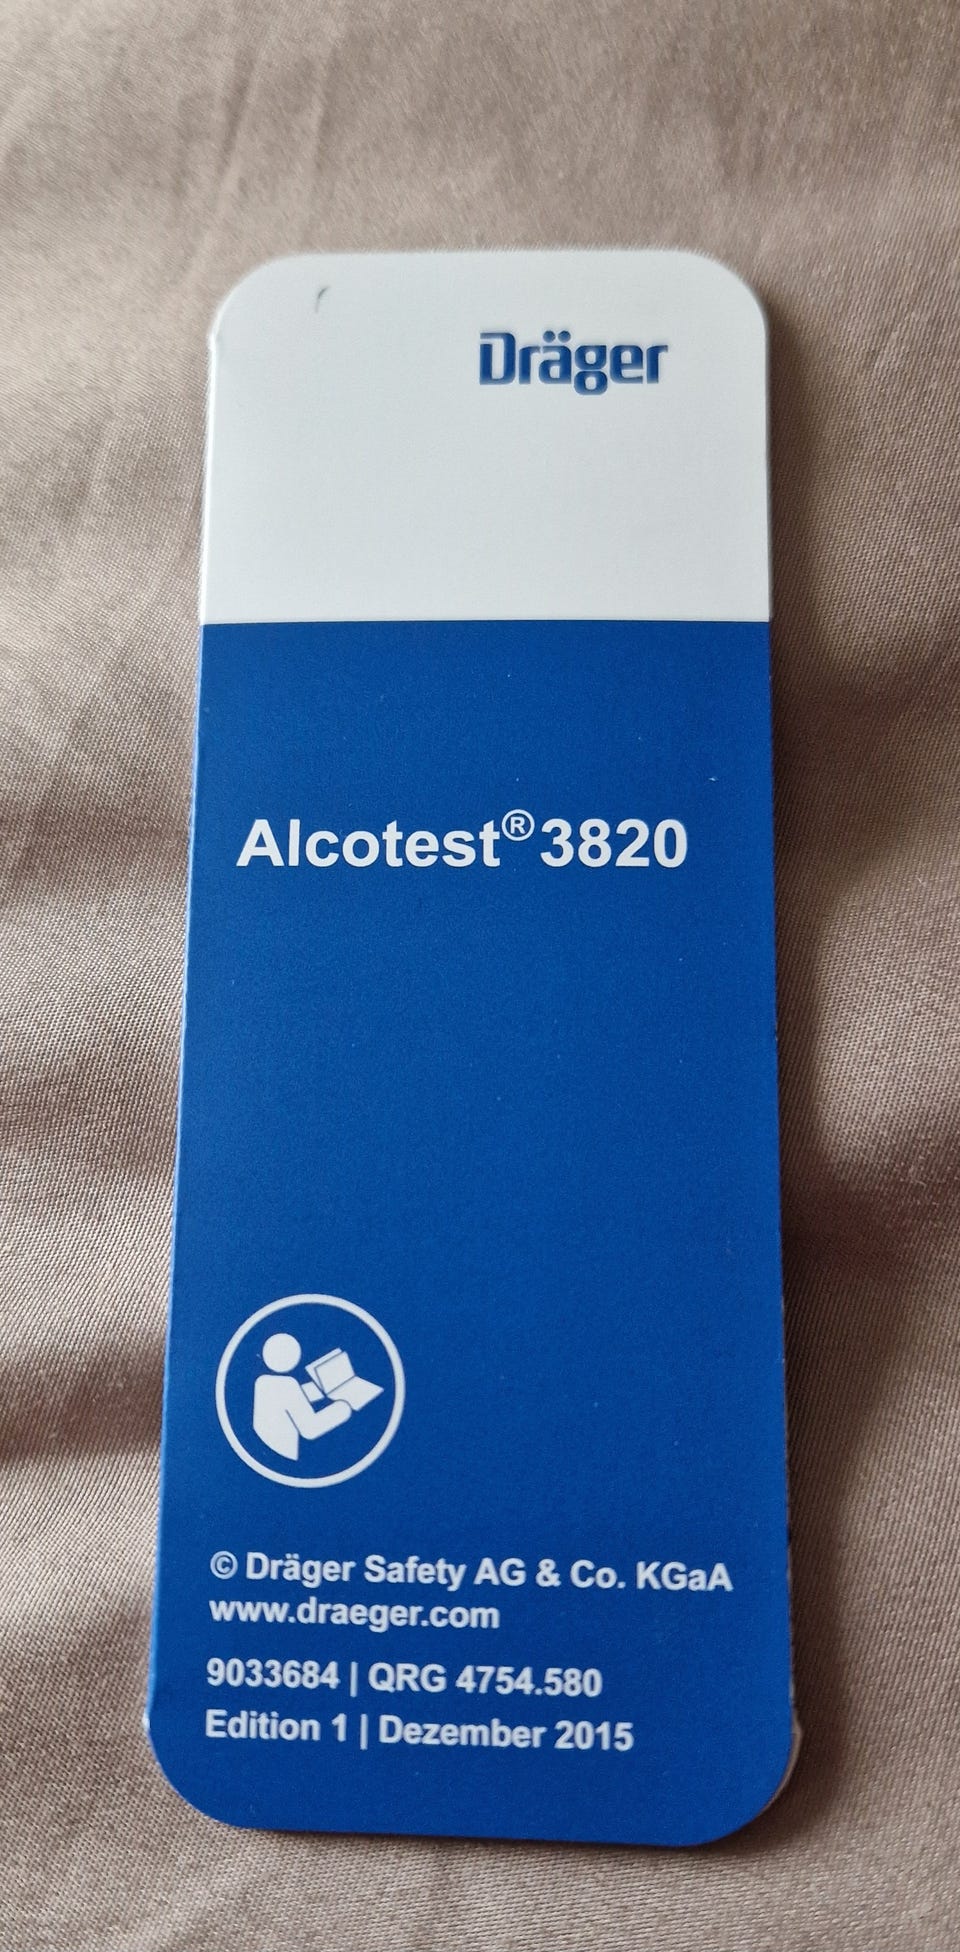 Dräger
Alcotest® 3820
© Dräger Safety AG & Co. KGaA
www.draeger.com
9033684 | QRG 4754.580
Edition 1 | Dezember 2015